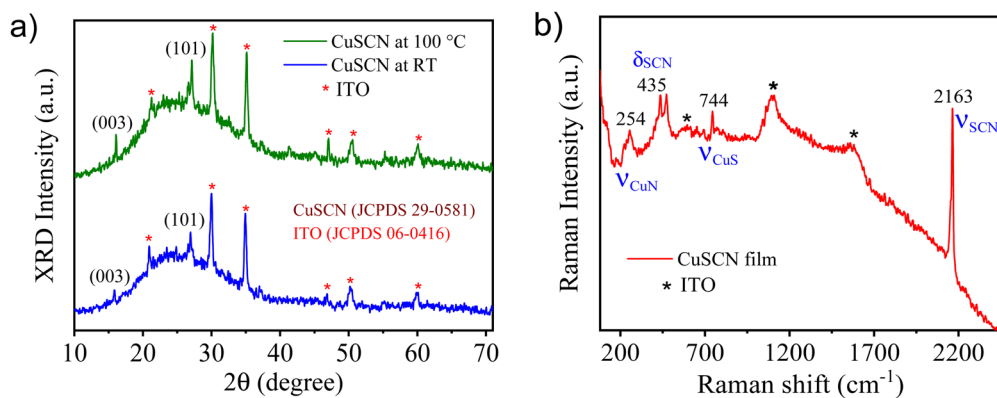 a)
XRD Intensity (a.u.)
CuSCN at 100 °C
CuSCN at RT
* ITO
(003)
(101)
*
*
*
*
*
*
CuSCN (JCPDS 29-0581)
ITO (JCPDS 06-0416)
(003)
(101)
*
*
*
*
*
*
10 20 30 40 50 60 70
2θ (degree)
b)
Raman Intensity (a.u.)
δSCN
435
254
744
2163
νSCN
νCuN
νCuS
*
*
*
CuSCN film
* ITO
200 700 1200 1700 2200
Raman shift (cm-1)